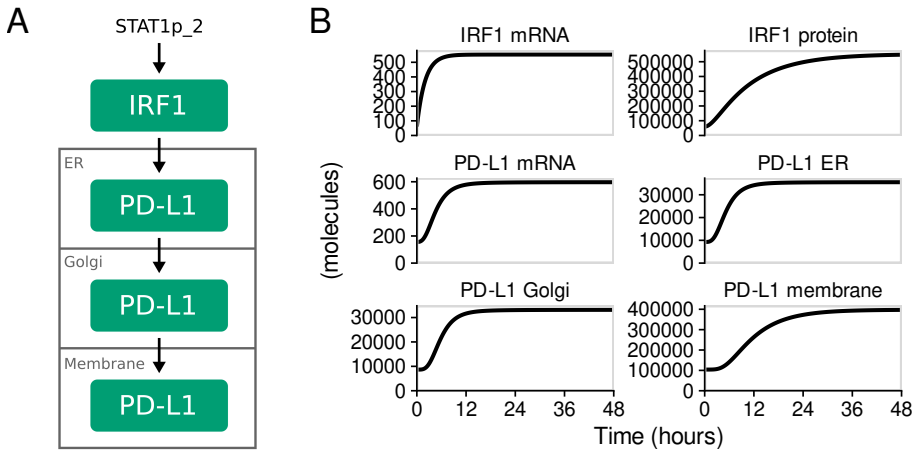 A
STAT1p_2
IRF1
ER
PD-L1
Golgi
PD-L1
Membrane
PD-L1
B
(molecules)
IRF1 mRNA
500
400
300
200
100
0
IRF1 protein
500000
400000
300000
200000
100000
0
PD-L1 mRNA
600
400
200
0
PD-L1 ER
30000
20000
10000
0
PD-L1 Golgi
30000
20000
10000
0
0 12 24 36 48
PD-L1 membrane
400000
300000
200000
100000
0
0 12 24 36 48
Time (hours)